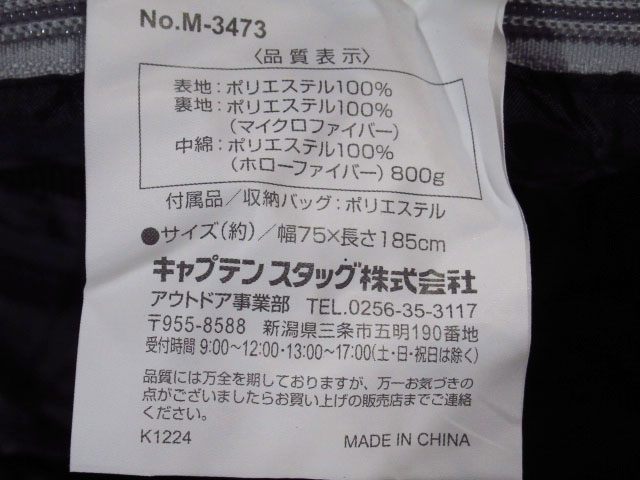 No.M-3473
〈品質表示〉
表地：ポリエステル100%
裏地：ポリエステル100%
(マイクロファイバー)
中綿：ポリエステル100%
(ホローファイバー) 800g
付属品／収納バッグ：ポリエステル
●サイズ(約)／幅75×長さ185cm
キャプテンスタッグ株式会社
アウトドア事業部 TEL.0256-35-3117
〒955-8588 新潟県三条市五明190番地
受付時間 9:00～12:00・13:00～17:00(土・日・祝日は除く)
品質には万全を期しておりますが、万一お気づきの
点がございましたらお買い上げの販売店までご連絡
ください。
K1224 MADE IN CHINA